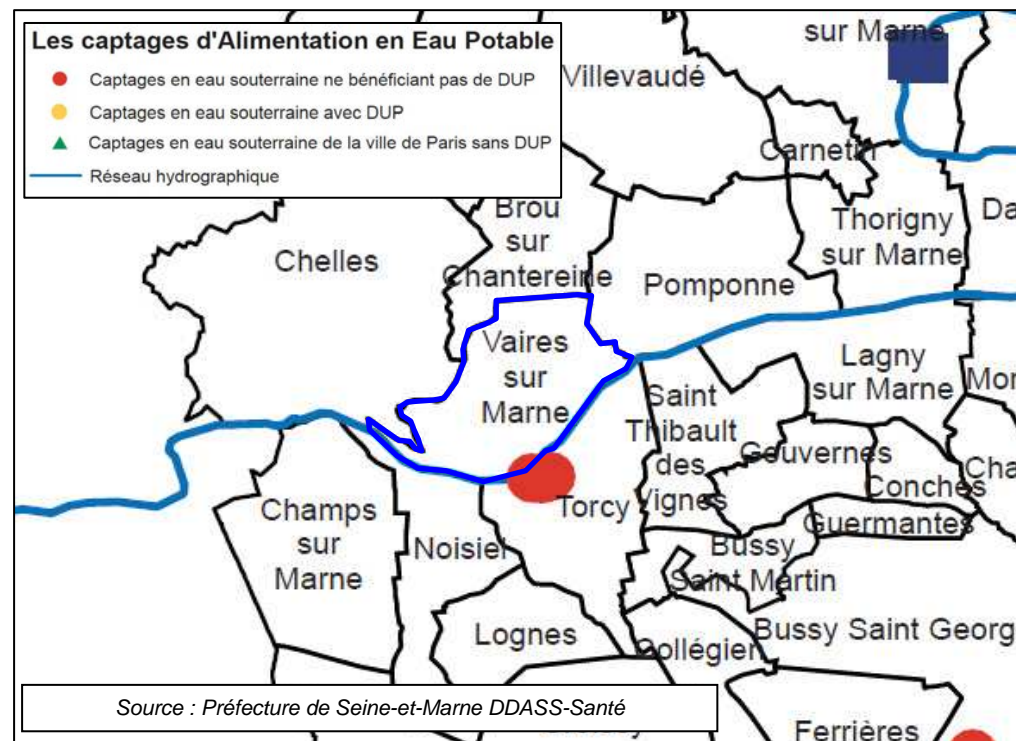 Les captages d'Alimentation en Eau Potable
Captages en eau souterraine ne bénéficiant pas de DUP
Captages en eau souterraine avec DUP
Captages en eau souterraine de la ville de Paris sans DUP
Réseau hydrographique
sur Marne
Villevaudé
Carnetin
Brou
sur
Chantereine
Thorigny
sur Marne
Da
Chelles
Pomponne
Vaires
sur
Marne
Lagny
sur Marne
Mor
Saint
Thibault
des
Vignes
Gouvernes
Conches
Cha
Torcy
Guermantes
Champs
sur
Marne
Noisiel
Bussy
Saint Martin
Lognes
Collégien
Bussy Saint Georg
Source : Préfecture de Seine-et-Marne DDASS-Santé
Ferrières